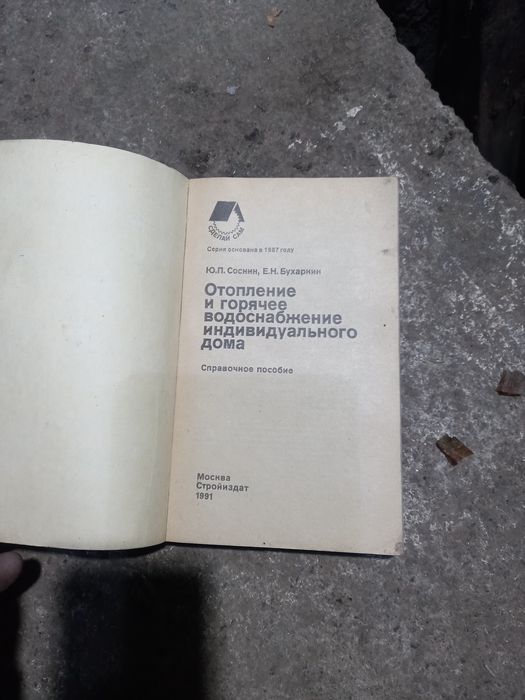 СДЕЛАЙ САМ
Серия основана в 1987 году
Ю.П. Соснин, Е.Н. Бухаркин
Отопление
и горячее
водоснабжение
индивидуального
дома
Справочное пособие
Москва
Стройиздат
1991